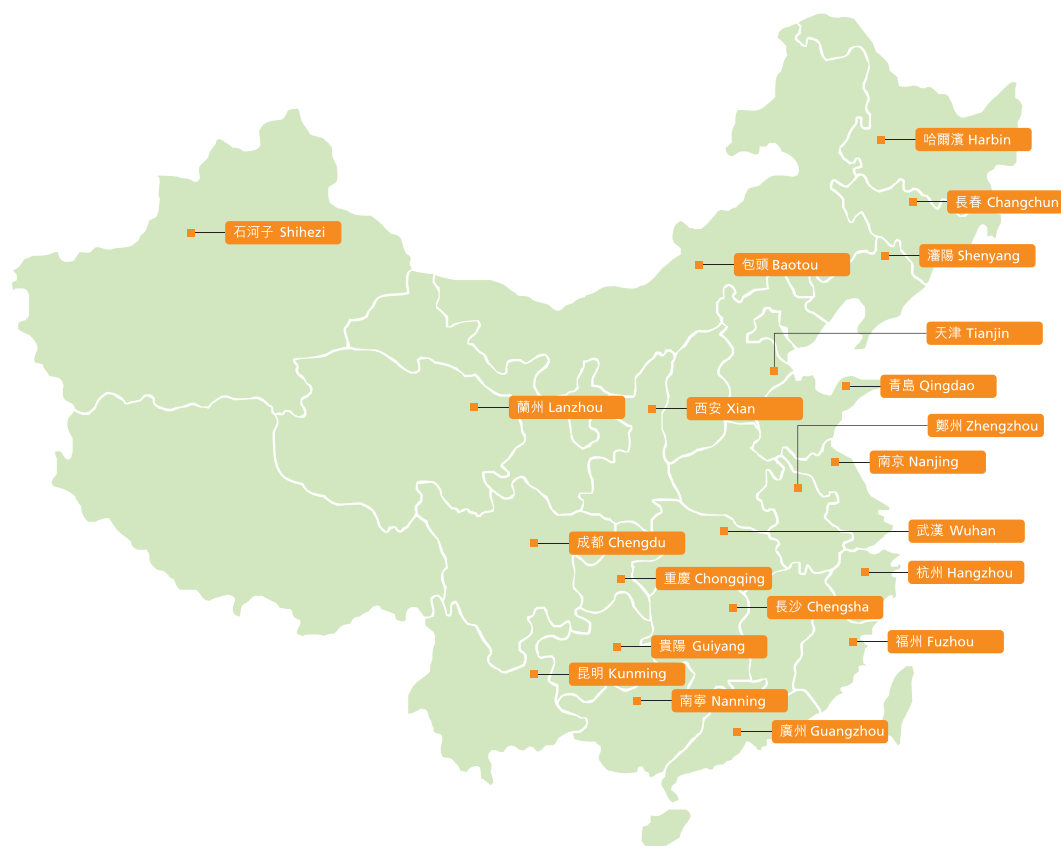 哈爾濱 Harbin
長春 Changchun
石河子 Shihezi
瀋陽 Shenyang
包頭 Baotou
天津 Tianjin
青島 Qingdao
蘭州 Lanzhou
西安 Xian
鄭州 Zhengzhou
南京 Nanjing
武漢 Wuhan
成都 Chengdu
杭州 Hangzhou
重慶 Chongqing
長沙 Chengsha
福州 Fuzhou
貴陽 Guiyang
昆明 Kunming
南寧 Nanning
廣州 Guangzhou